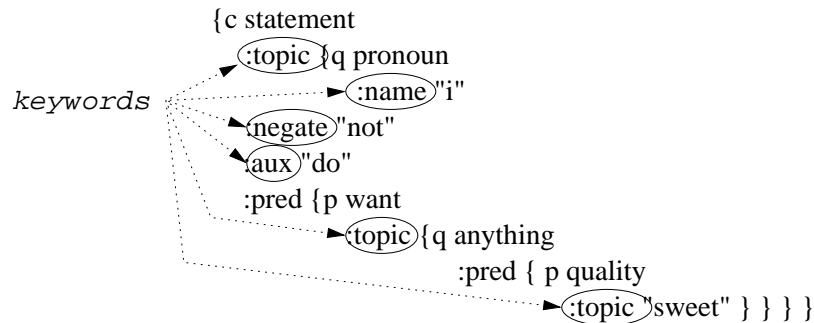 {c statement
:topic {q pronoun
keywords
:name "i"
:negate "not"
:aux "do"
:pred {p want
:topic {q anything
:pred { p quality
:topic "sweet" } } } }